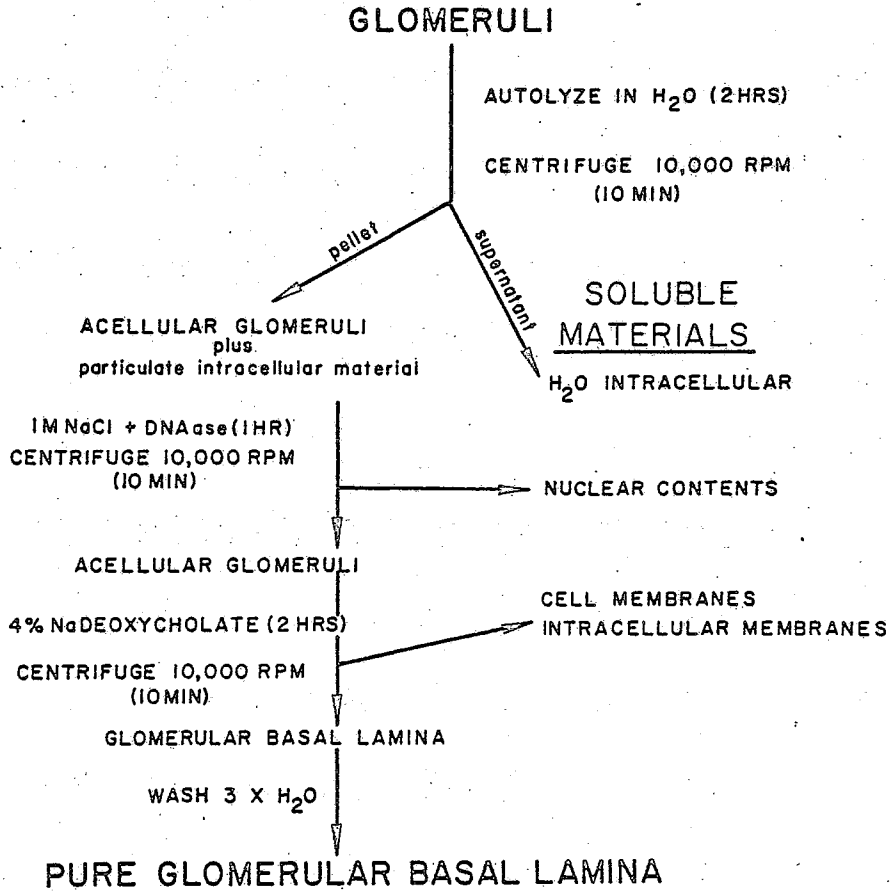 GLOMERULI
AUTOLYZE IN H₂O (2HRS)
CENTRIFUGE 10,000 RPM
(10 MIN)
pellet
supernatant
SOLUBLE
MATERIALS
H₂O INTRACELLULAR
ACELLULAR GLOMERULI
plus
particulate intracellular material
1M NaCl + DNAase (1HR)
CENTRIFUGE 10,000 RPM
(10 MIN)
NUCLEAR CONTENTS
ACELLULAR GLOMERULI
CELL MEMBRANES
INTRACELLULAR MEMBRANES
4% NaDEOXYCHOLATE (2 HRS)
CENTRIFUGE 10,000 RPM
(10MIN)
GLOMERULAR BASAL LAMINA
WASH 3 X H₂O
PURE GLOMERULAR BASAL LAMINA